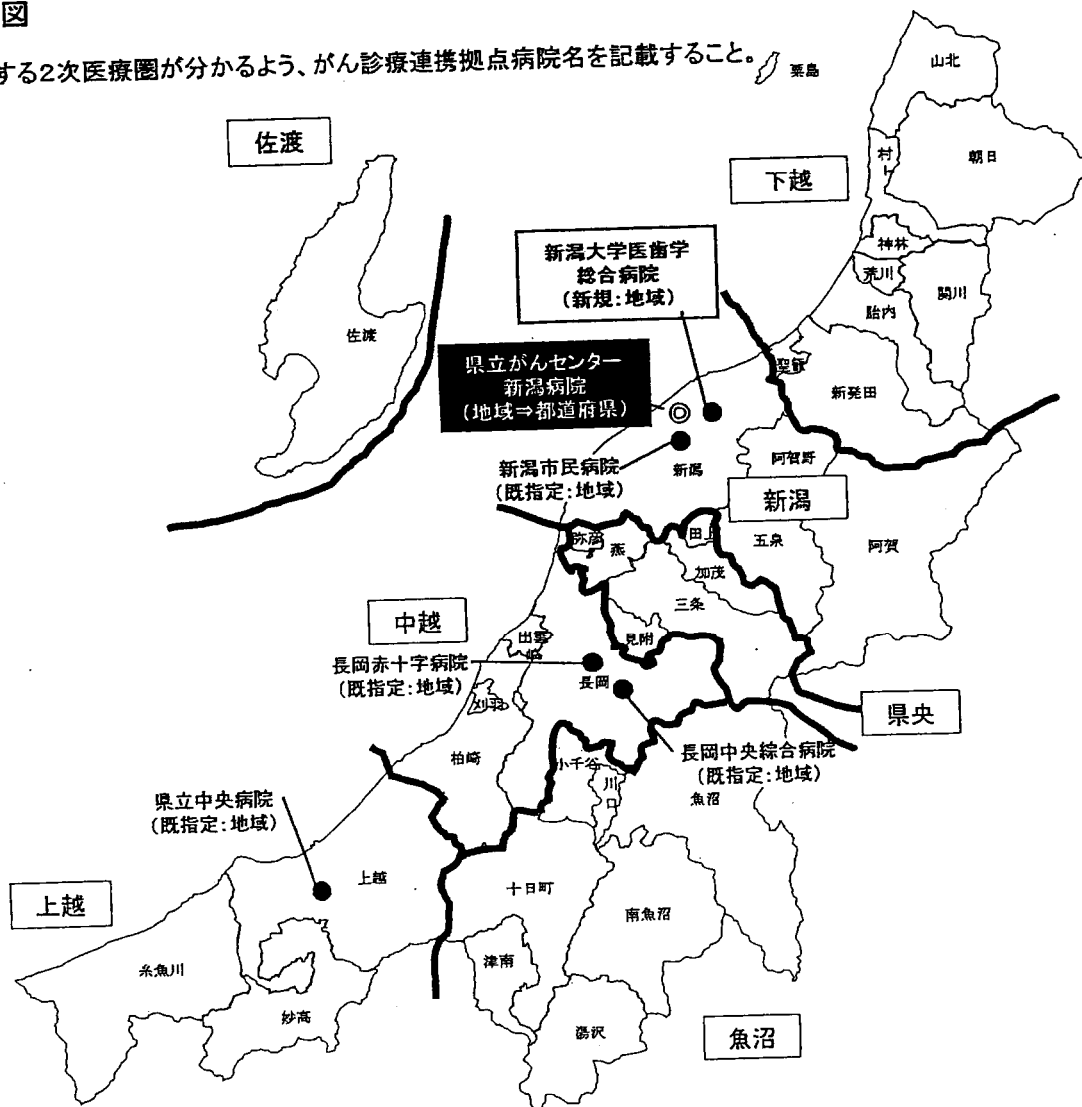 図
する2次医療圏が分かるよう、がん診療連携拠点病院名を記載すること。
粟島
山北
佐渡
村上
朝日
下越
神林
新潟大学医歯学
総合病院
(新規:地域)
荒川
関川
胎内
佐渡
県立がんセンター
新潟病院
(地域⇒都道府県)
聖籠
新発田
新潟市民病院
(既指定:地域)
新潟
阿賀野
新潟
弥彦
燕
田上
五泉
阿賀
加茂
三条
中越
出雲崎
見附
長岡赤十字病院
(既指定:地域)
長岡
刈羽
県央
柏崎
小千谷
川口
長岡中央綜合病院
(既指定:地域)
魚沼
県立中央病院
(既指定:地域)
上越
十日町
上越
南魚沼
糸魚川
津南
妙高
湯沢
魚沼